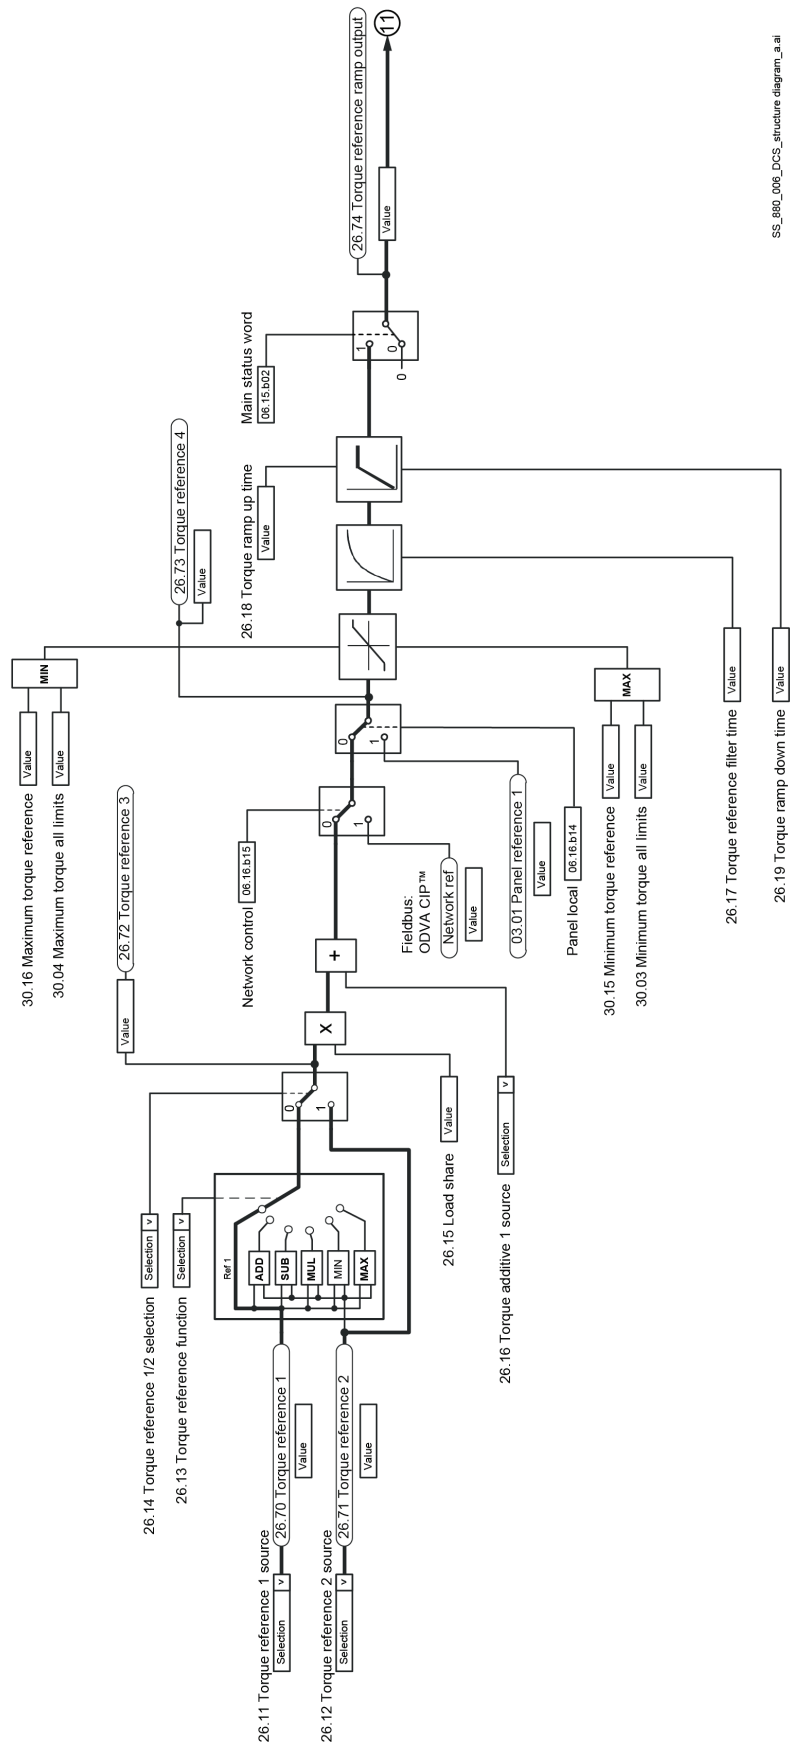 26.11 Torque reference 1 source
Selection
v
26.70 Torque reference 1
Value
26.12 Torque reference 2 source
Selection
v
26.71 Torque reference 2
Value
26.14 Torque reference 1/2 selection
Selection
v
26.13 Torque reference function
Selection
v
Ref 1
ADD
SUB
MUL
MIN
MAX
0
1
26.72 Torque reference 3
Value
X
26.15 Load share
Value
+
26.16 Torque additive 1 source
Selection
v
Network control
06.16.b15
0
1
Fieldbus:
ODVA CIP™
Network ref
Value
0
1
03.01 Panel reference 1
Value
Panel local
06.16.b14
26.73 Torque reference 4
Value
30.16 Maximum torque reference
Value
30.04 Maximum torque all limits
Value
MIN
30.15 Minimum torque reference
Value
30.03 Minimum torque all limits
Value
MAX
26.17 Torque reference filter time
Value
26.18 Torque ramp up time
Value
26.19 Torque ramp down time
Value
Main status word
06.15.b02
1
0
0
26.74 Torque reference ramp output
Value
11
SS_880_006_DCS_structure diagram_a.ai